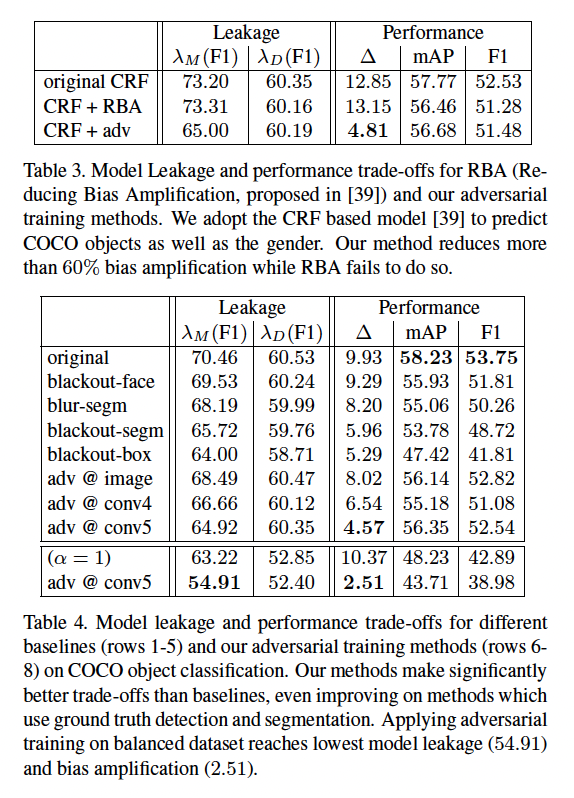 Leakage Performance
λM(F1) λD(F1) Δ mAP F1
original CRF 73.20 60.35 12.85 57.77 52.53
CRF + RBA 73.31 60.16 13.15 56.46 51.28
CRF + adv 65.00 60.19 4.81 56.68 51.48
Table 3. Model Leakage and performance trade-offs for RBA (Re-
ducing Bias Amplification, proposed in [39]) and our adversarial
training methods. We adopt the CRF based model [39] to predict
COCO objects as well as the gender. Our method reduces more
than 60% bias amplification while RBA fails to do so.
Leakage Performance
λM(F1) λD(F1) Δ mAP F1
original 70.46 60.53 9.93 58.23 53.75
blackout-face 69.53 60.24 9.29 55.93 51.81
blur-segm 68.19 59.99 8.20 55.06 50.26
blackout-segm 65.72 59.76 5.96 53.78 48.72
blackout-box 64.00 58.71 5.29 47.42 41.81
adv @ image 68.49 60.47 8.02 56.14 52.82
adv @ conv4 66.66 60.12 6.54 55.18 51.08
adv @ conv5 64.92 60.35 4.57 56.35 52.54
(α = 1) 63.22 52.85 10.37 48.23 42.89
adv @ conv5 54.91 52.40 2.51 43.71 38.98
Table 4. Model leakage and performance trade-offs for different
baselines (rows 1-5) and our adversarial training methods (rows 6-
8) on COCO object classification. Our methods make significantly
better trade-offs than baselines, even improving on methods which
use ground truth detection and segmentation. Applying adversarial
training on balanced dataset reaches lowest model leakage (54.91)
and bias amplification (2.51).